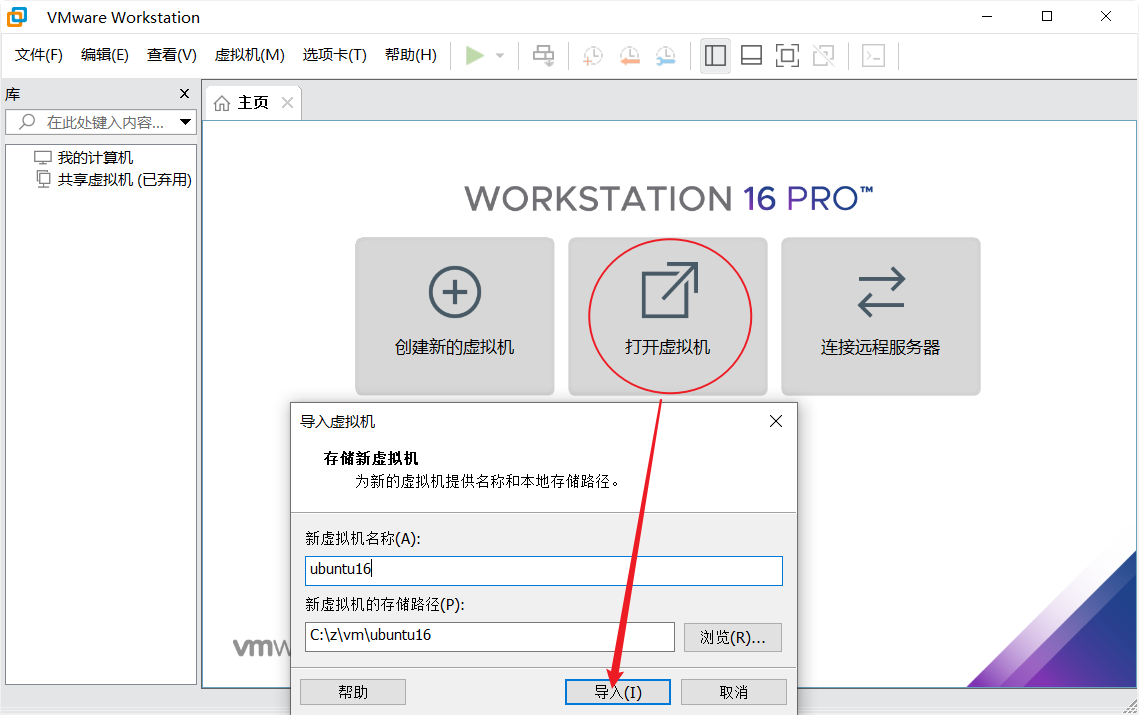 VMware Workstation
文件(F) 编辑(E) 查看(V) 虚拟机(M) 选项卡(T) 帮助(H)
库
主页
在此处键入内容...
我的计算机
共享虚拟机 (已弃用)
WORKSTATION 16 PRO™
创建新的虚拟机
打开虚拟机
连接远程服务器
导入虚拟机
存储新虚拟机
为新的虚拟机提供名称和本地存储路径。
新虚拟机名称(A):
ubuntu16
新虚拟机的存储路径(P):
C:\z\vm\ubuntu16
浏览(R)...
vmw
帮助
导入(I)
取消